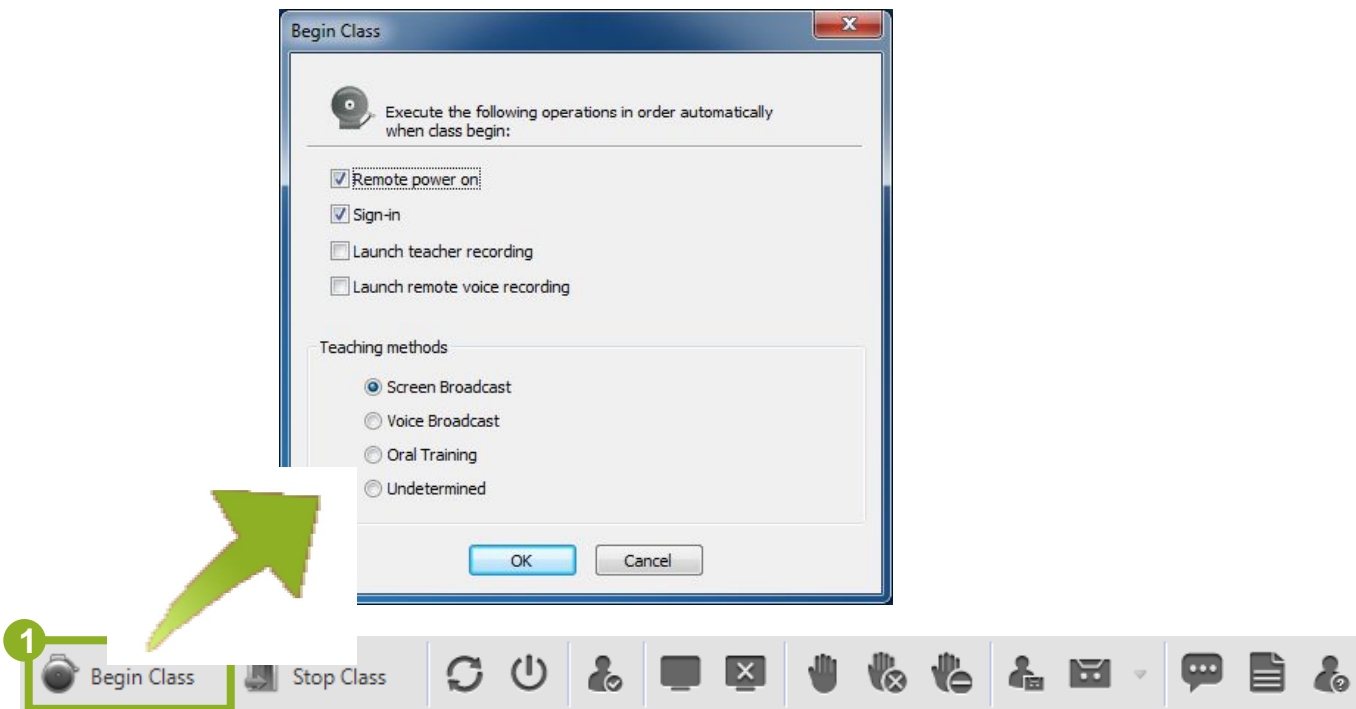 Begin Class
Execute the following operations in order automatically
when class begin:
Remote power on
Sign-in
Launch teacher recording
Launch remote voice recording
Teaching methods
Screen Broadcast
Voice Broadcast
Oral Training
Undetermined
OK
Cancel
1
Begin Class
Stop Class